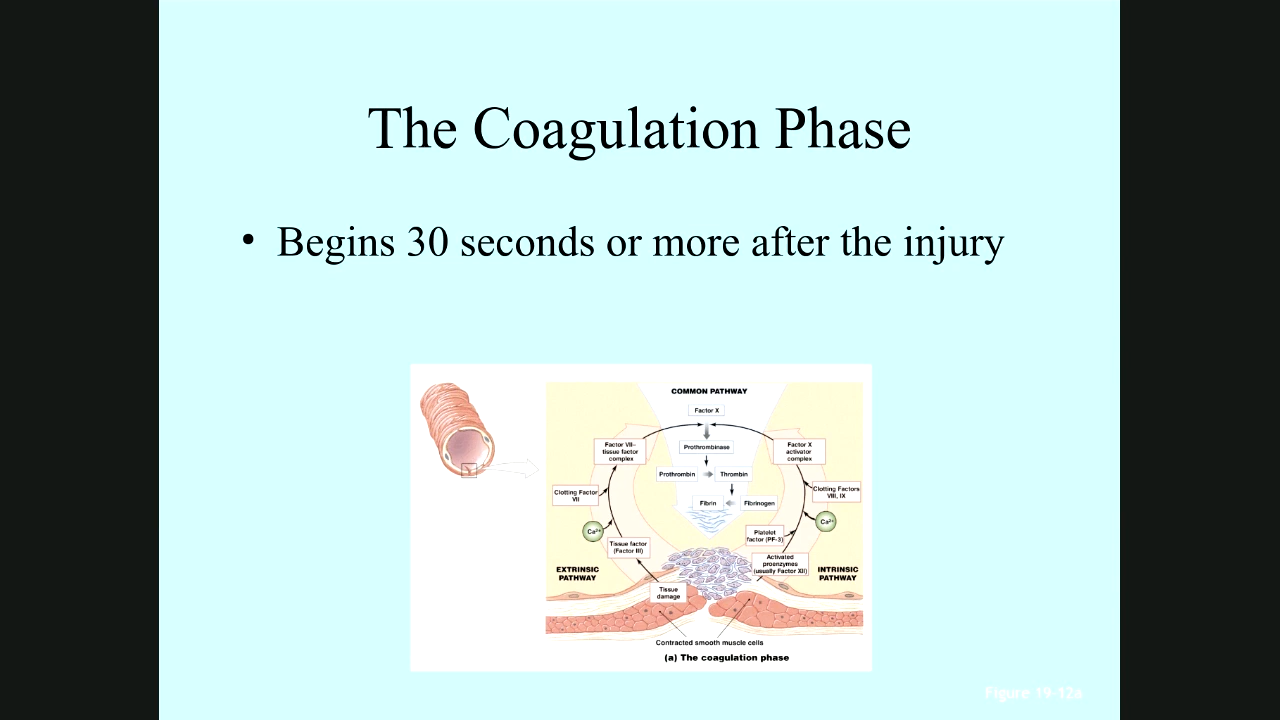 The Coagulation Phase
• Begins 30 seconds or more after the injury
COMMON PATHWAY
Factor X
Factor VII–
tissue factor
complex
Factor X
activator
complex
Prothrombinase
Prothrombin
Thrombin
Clotting Factor
VII
Clotting Factors
VIII, IX
Fibrin
Fibrinogen
Ca2+
Ca2+
Platelet
factor (PF-3)
Tissue factor
(Factor III)
Activated
proenzymes
(usually Factor XII)
EXTRINSIC
PATHWAY
INTRINSIC
PATHWAY
Tissue
damage
Contracted smooth muscle cells
(a) The coagulation phase
Figure 19-12a